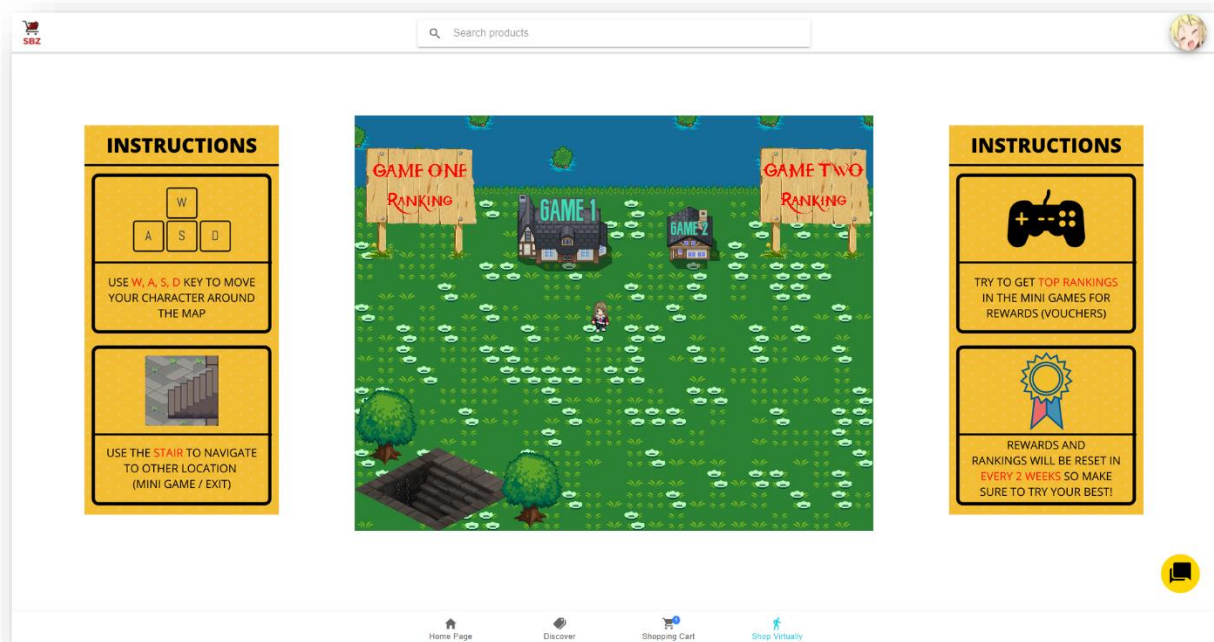 SBZ
Search products
INSTRUCTIONS
W
A S D
USE W, A, S, D KEY TO MOVE
YOUR CHARACTER AROUND
THE MAP
USE THE STAIR TO NAVIGATE
TO OTHER LOCATION
(MINI GAME / EXIT)
GAME ONE
RANKING
GAME 1
GAME 2
GAME TWO
RANKING
INSTRUCTIONS
TRY TO GET TOP RANKINGS
IN THE MINI GAMES FOR
REWARDS (VOUCHERS)
REWARDS AND
RANKINGS WILL BE RESET IN
EVERY 2 WEEKS SO MAKE
SURE TO TRY YOUR BEST!
Home Page
Discover
Shopping Cart
Shop Virtually